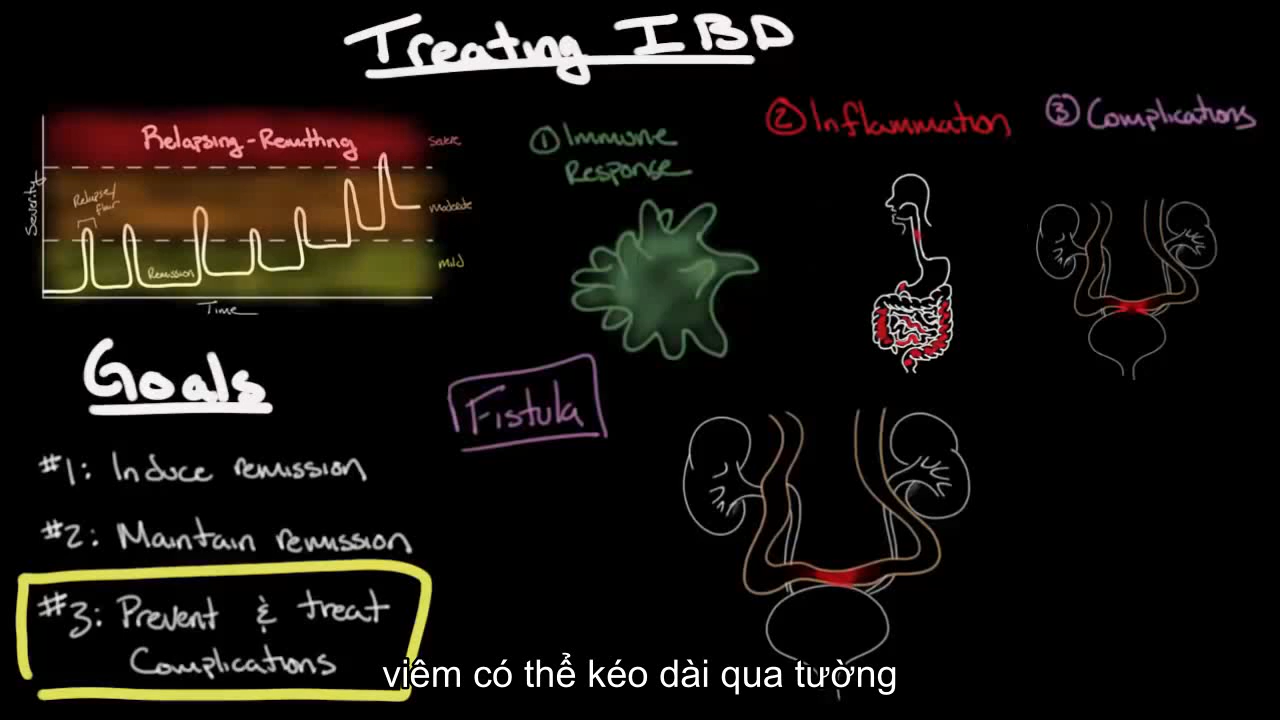 Treating IBD
Relapsing-Remitting
Severe
Moderate
Mild
Severity
Relapse/
flair
Remission
Time
① Immune
Response
② Inflammation
③ Complications
Goals
#1: Induce remission
#2: Maintain remission
#3: Prevent & treat
Complications
Fistula
viêm có thể kéo dài qua tường